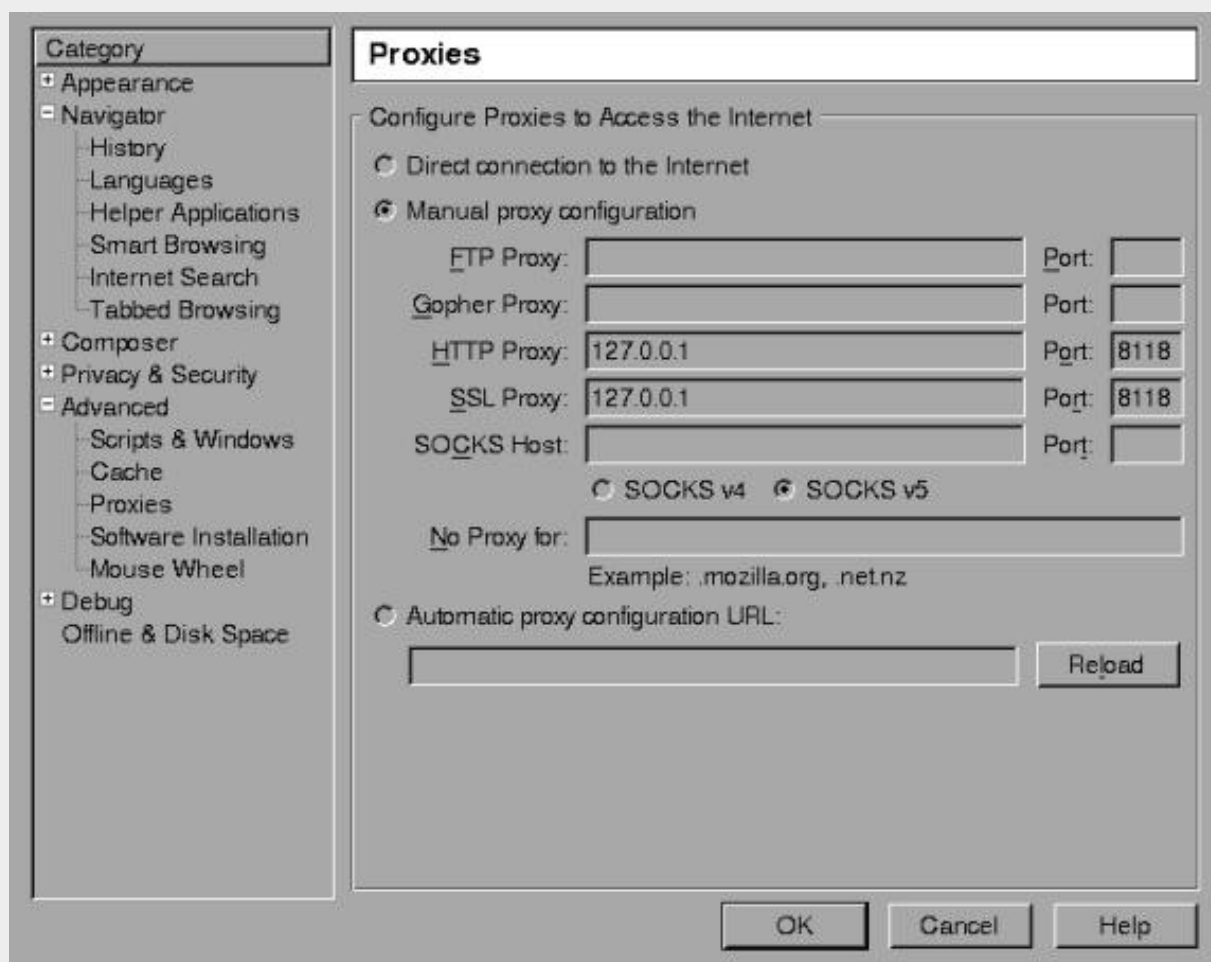 Category
Appearance
Navigator
History
Languages
Helper Applications
Smart Browsing
Internet Search
Tabbed Browsing
Composer
Privacy & Security
Advanced
Scripts & Windows
Cache
Proxies
Software Installation
Mouse Wheel
Debug
Offline & Disk Space
Proxies
Configure Proxies to Access the Internet
Direct connection to the Internet
Manual proxy configuration
FTP Proxy: Port:
Gopher Proxy: Port:
HTTP Proxy: 127.0.0.1 Port: 8118
SSL Proxy: 127.0.0.1 Port: 8118
SOCKS Host: Port:
SOCKS v4 SOCKS v5
No Proxy for:
Example: .mozilla.org, .net.nz
Automatic proxy configuration URL:
Reload
OK Cancel Help